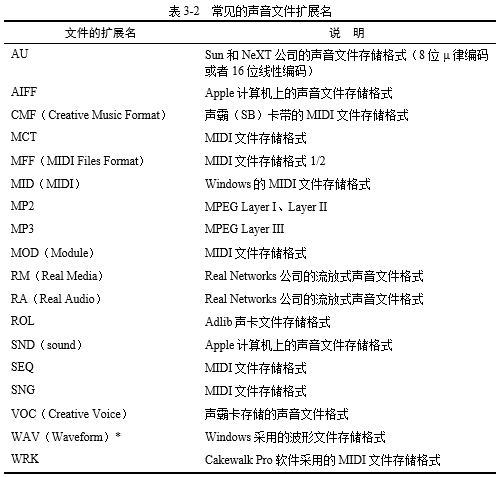 表 3-2 常见的声音文件扩展名
文件的扩展名 说 明
AU Sun 和 NeXT 公司的声音文件存储格式（8 位 μ 律编码
或者 16 位线性编码）
AIFF Apple 计算机上的声音文件存储格式
CMF（Creative Music Format） 声霸（SB）卡带的 MIDI 文件存储格式
MCT MIDI 文件存储格式
MFF（MIDI Files Format） MIDI 文件存储格式 1/2
MID（MIDI） Windows 的 MIDI 文件存储格式
MP2 MPEG Layer I、Layer II
MP3 MPEG Layer III
MOD（Module） MIDI 文件存储格式
RM（Real Media） Real Networks 公司的流放式声音文件格式
RA（Real Audio） Real Networks 公司的流放式声音文件格式
ROL Adlib 声卡文件存储格式
SND（sound） Apple 计算机上的声音文件存储格式
SEQ MIDI 文件存储格式
SNG MIDI 文件存储格式
VOC（Creative Voice） 声霸卡存储的声音文件格式
WAV（Waveform）* Windows 采用的波形文件存储格式
WRK Cakewalk Pro 软件采用的 MIDI 文件存储格式